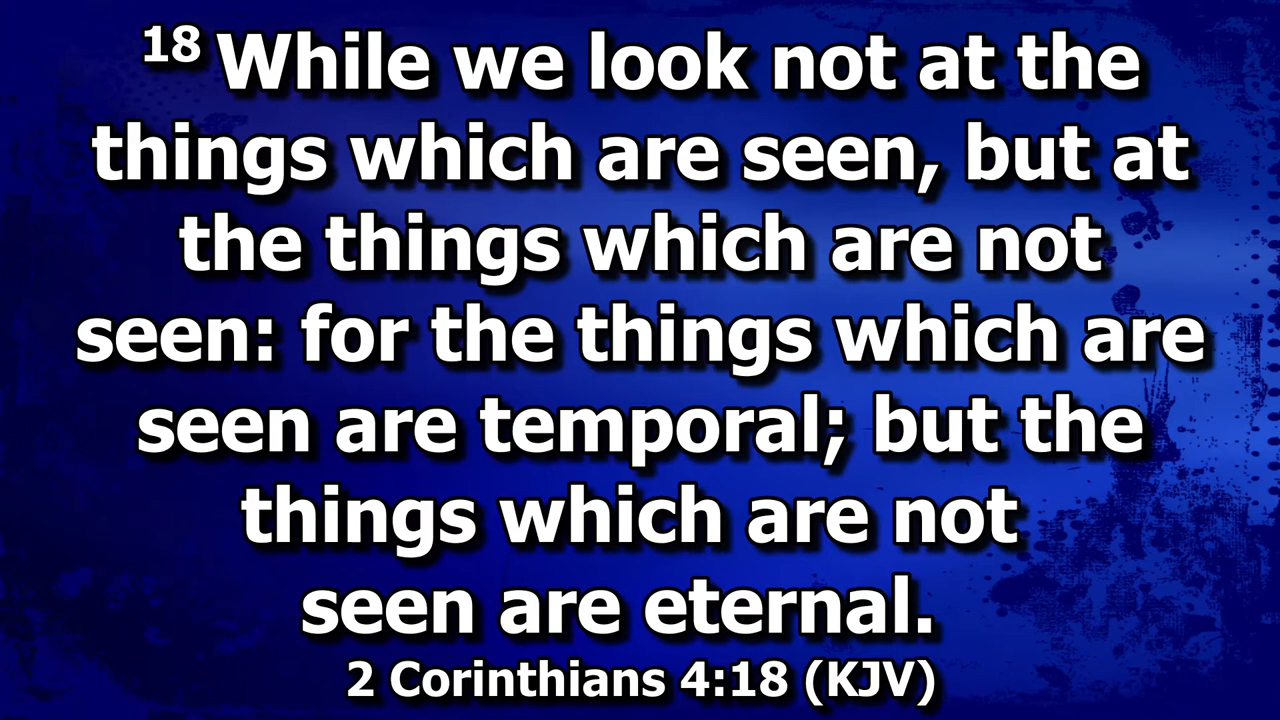 18 While we look not at the
things which are seen, but at
the things which are not
seen: for the things which are
seen are temporal; but the
things which are not
seen are eternal.
2 Corinthians 4:18 (KJV)